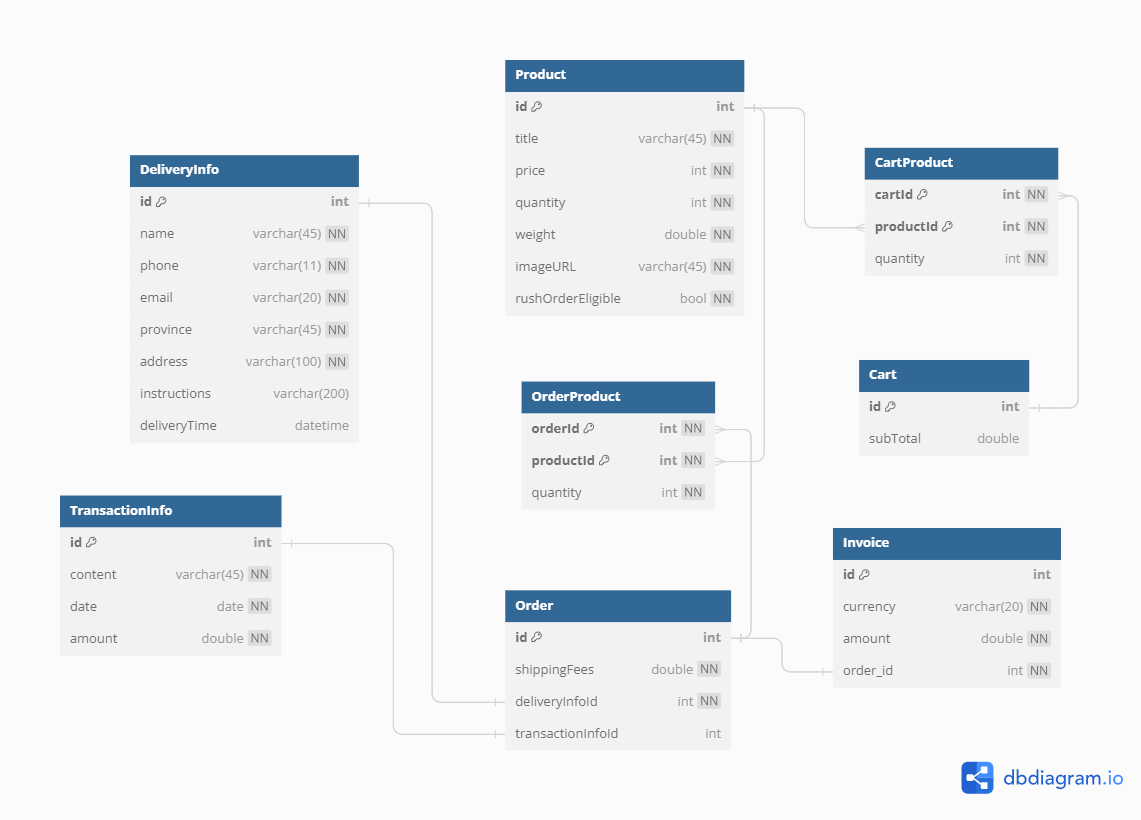 Product
id int
title varchar(45) NN
price int NN
quantity int NN
weight double NN
imageURL varchar(45) NN
rushOrderEligible bool NN
DeliveryInfo
id int
name varchar(45) NN
phone varchar(11) NN
email varchar(20) NN
province varchar(45) NN
address varchar(100) NN
instructions varchar(200)
deliveryTime datetime
CartProduct
cartId int NN
productId int NN
quantity int NN
OrderProduct
orderId int NN
productId int NN
quantity int NN
Cart
id int
subTotal double
TransactionInfo
id int
content varchar(45) NN
date date NN
amount double NN
Order
id int
shippingFees double NN
deliveryInfoId int NN
transactionInfoId int
Invoice
id int
currency varchar(20) NN
amount double NN
order_id int NN
dbdiagram.io